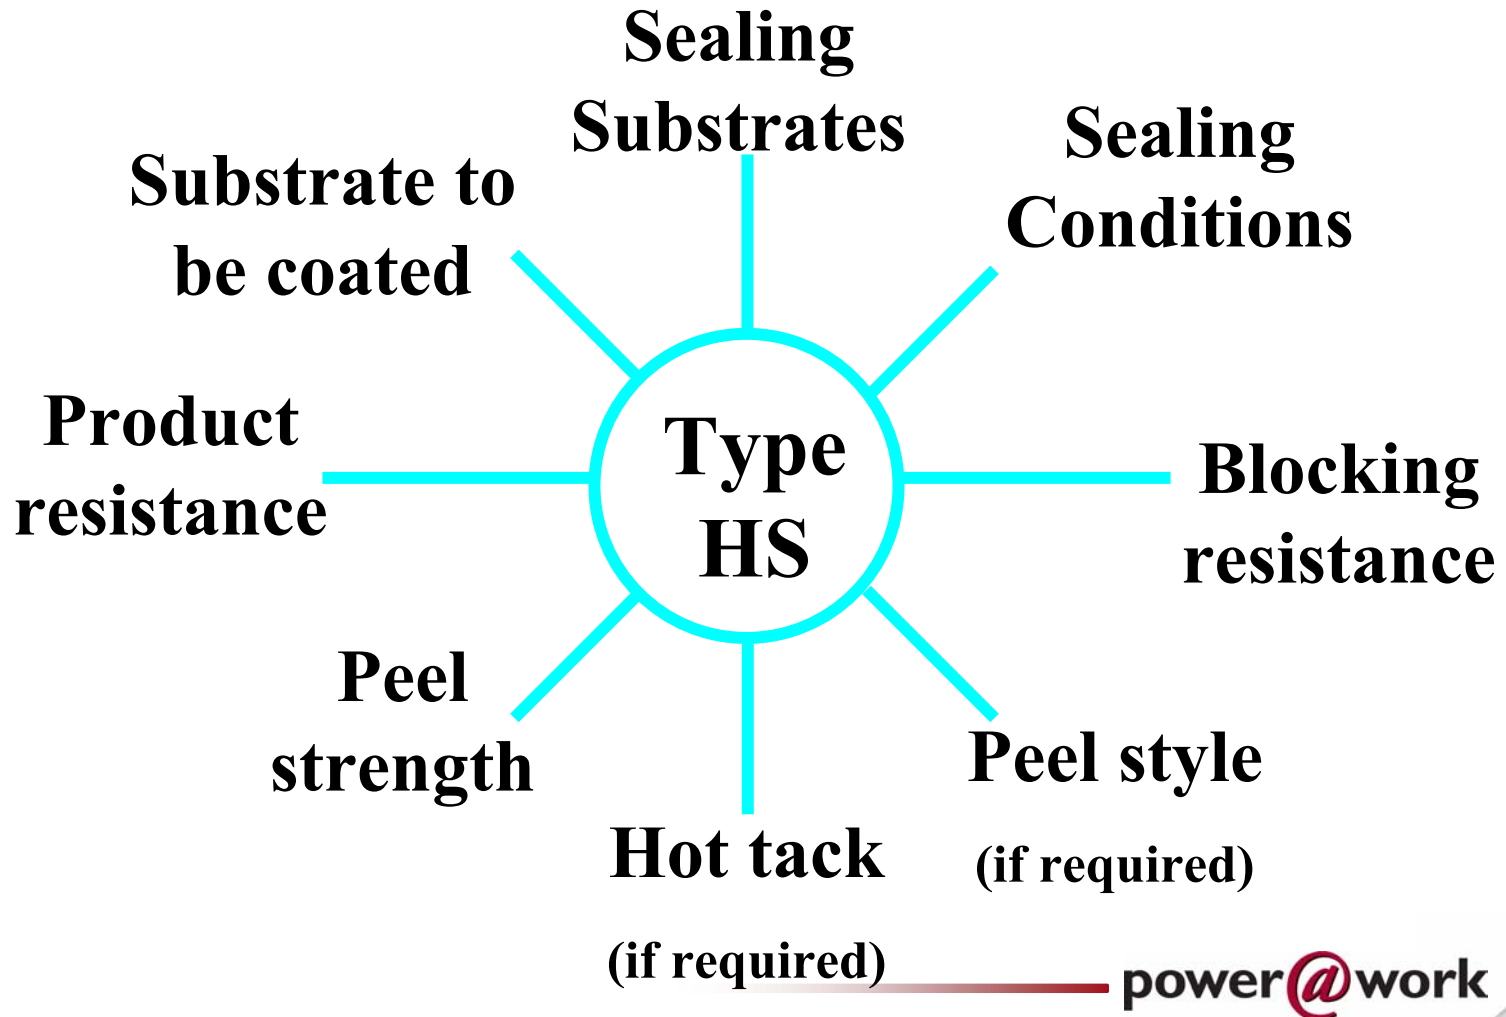 Sealing
Substrates
Sealing
Conditions
Substrate to
be coated
Product
resistance
Type
HS
Blocking
resistance
Peel
strength
Peel style
(if required)
Hot tack
(if required)
power@work